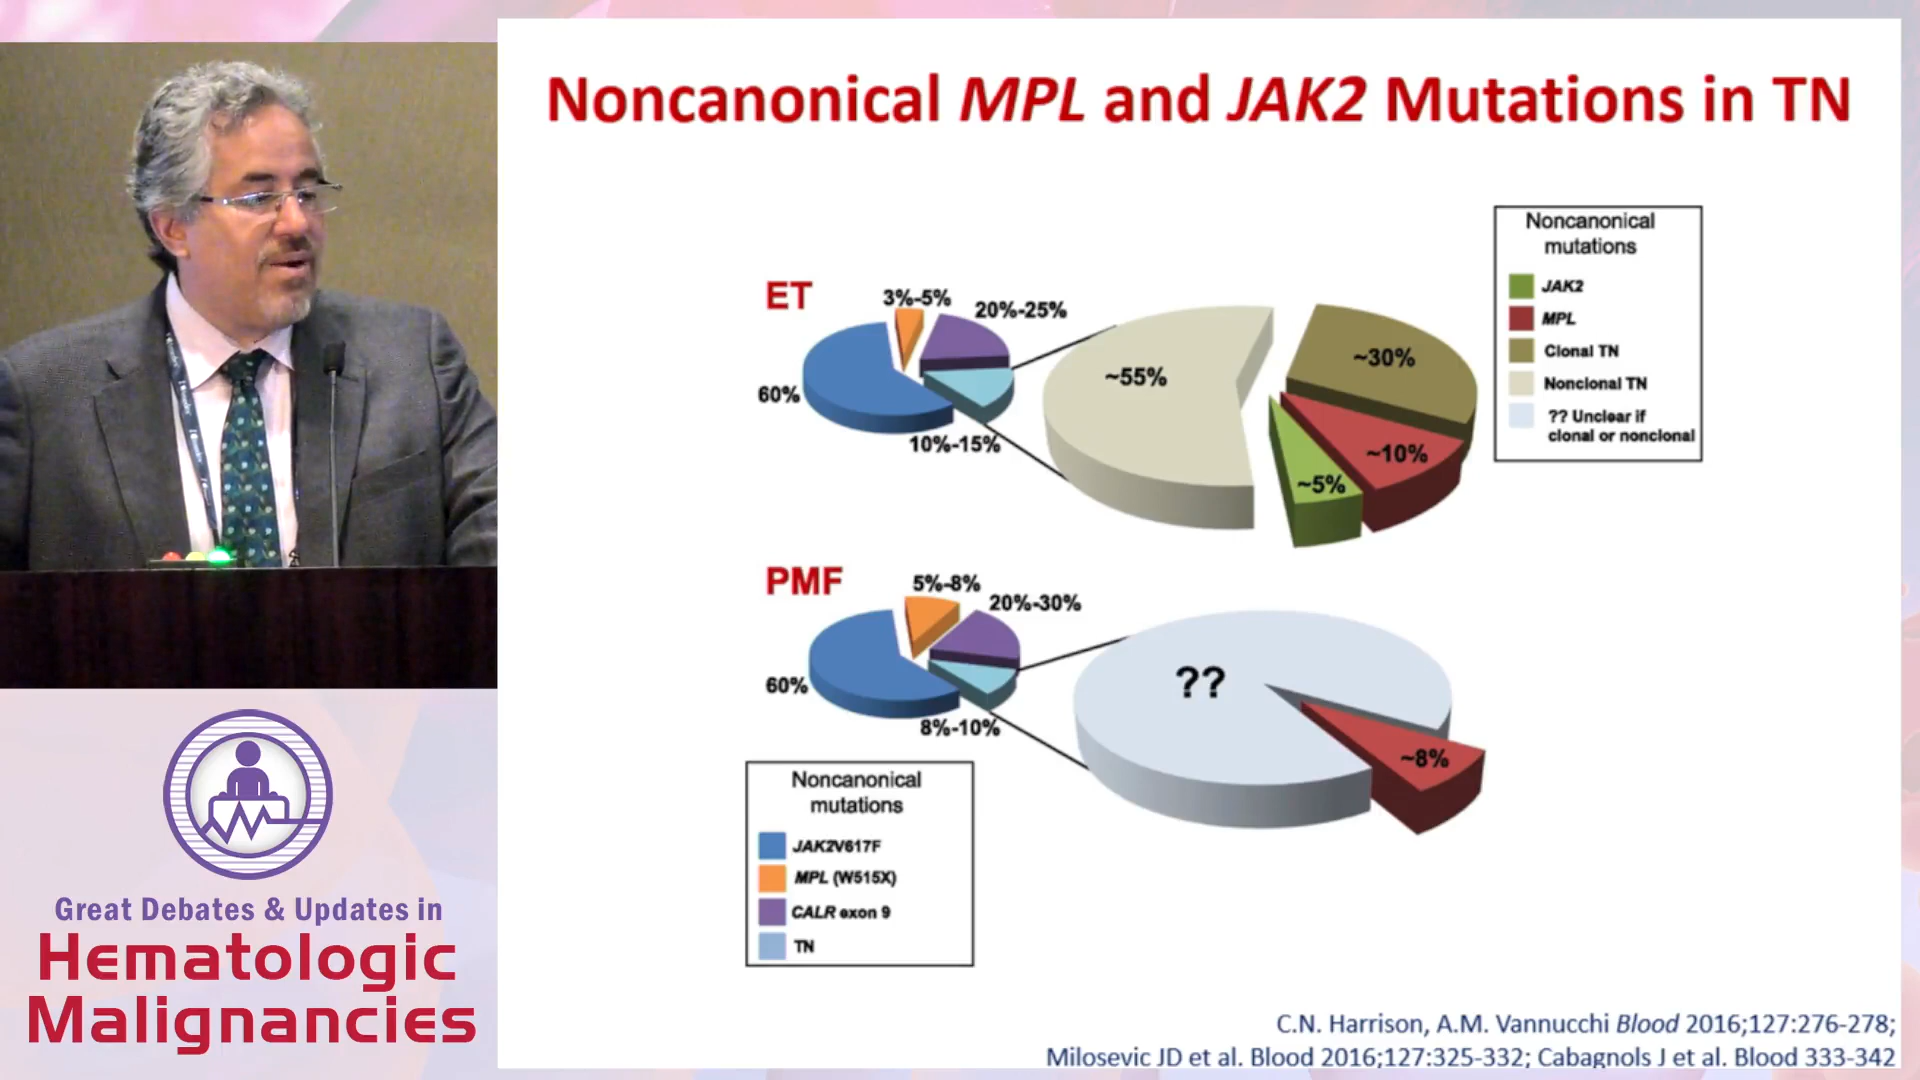 Noncanonical MPL and JAK2 Mutations in TN
Noncanonical
mutations
JAK2
MPL
Clonal TN
Nonclonal TN
?? Unclear if
clonal or nonclonal
ET
3%-5%
20%-25%
60%
10%-15%
~55%
~30%
~10%
~5%
PMF
5%-8%
20%-30%
60%
8%-10%
??
~8%
Noncanonical
mutations
JAK2V617F
MPL (W515X)
CALR exon 9
TN
C.N. Harrison, A.M. Vannucchi Blood 2016;127:276-278;
Milosevic JD et al. Blood 2016;127:325-332; Cabagnols J et al. Blood 333-342
Great Debates & Updates in
Hematologic
Malignancies